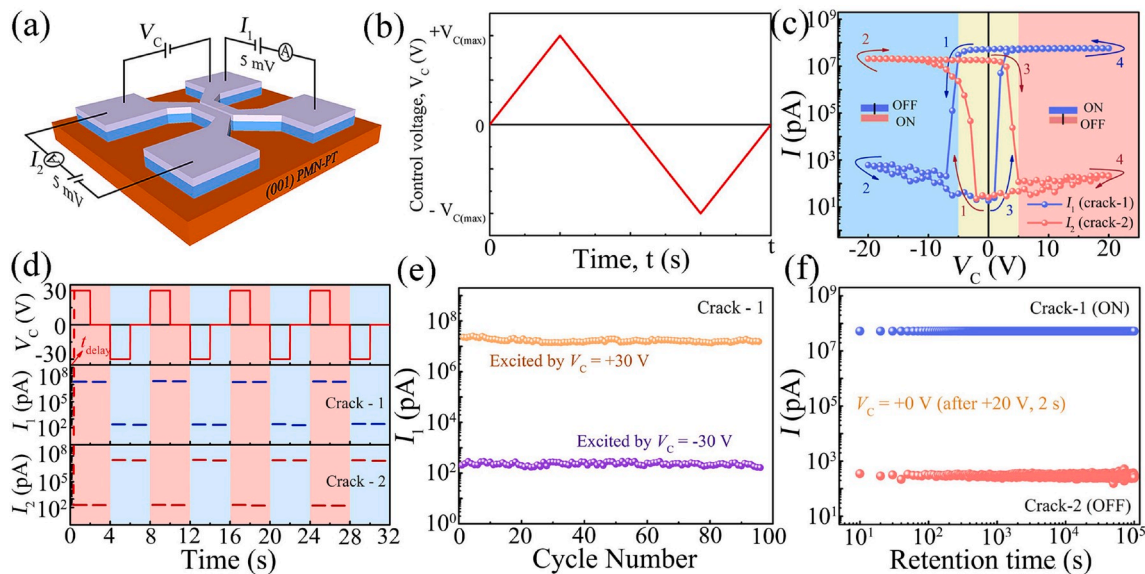 (a)
V_C
I_1
A
5 mV
I_2
5 mV
(001) PMN-PT
(b)
Control voltage, V_C (V)
+V_C(max)
0
- V_C(max)
0
t
Time, t (s)
(c)
I (pA)
10^9
10^7
10^5
10^3
10^1
2
1
3
4
OFF
ON
ON
OFF
2
1
3
4
I_1 (crack-1)
I_2 (crack-2)
-20
-10
0
10
20
V_C (V)
(d)
V_C (V)
30
0
-30
t_delay
I_1 (pA)
10^8
10^5
10^2
Crack - 1
I_2 (pA)
10^8
10^5
10^2
Crack - 2
0
4
8
12
16
20
24
28
32
Time (s)
(e)
I_1 (pA)
10^8
10^6
10^4
10^2
10^0
Crack - 1
Excited by V_C = +30 V
Excited by V_C = -30 V
0
20
40
60
80
100
Cycle Number
(f)
I (pA)
10^9
10^7
10^5
10^3
10^1
Crack-1 (ON)
V_C = +0 V (after +20 V, 2 s)
Crack-2 (OFF)
10^1
10^2
10^3
10^4
10^5
Retention time (s)